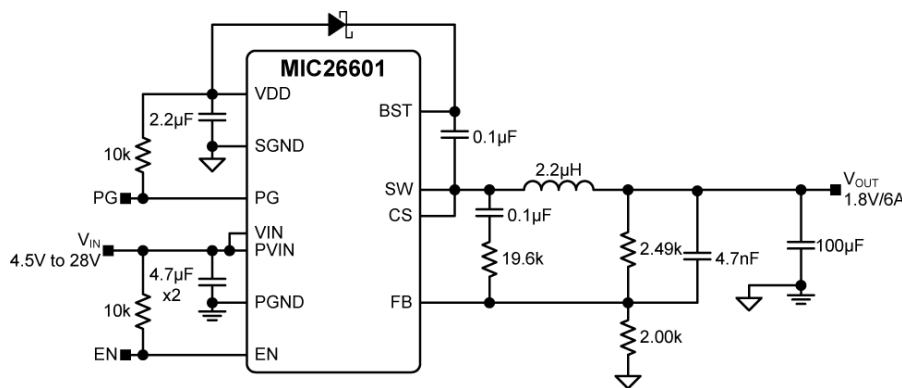 MIC26601
VDD
BST
2.2µF
SGND
0.1µF
10k
2.2µH
PG
PG
SW
VOUT
1.8V/6A
CS
0.1µF
VIN
VIN
4.5V to 28V
PVIN
2.49k
4.7nF
100µF
19.6k
4.7µF
x2
PGND
FB
10k
2.00k
EN
EN